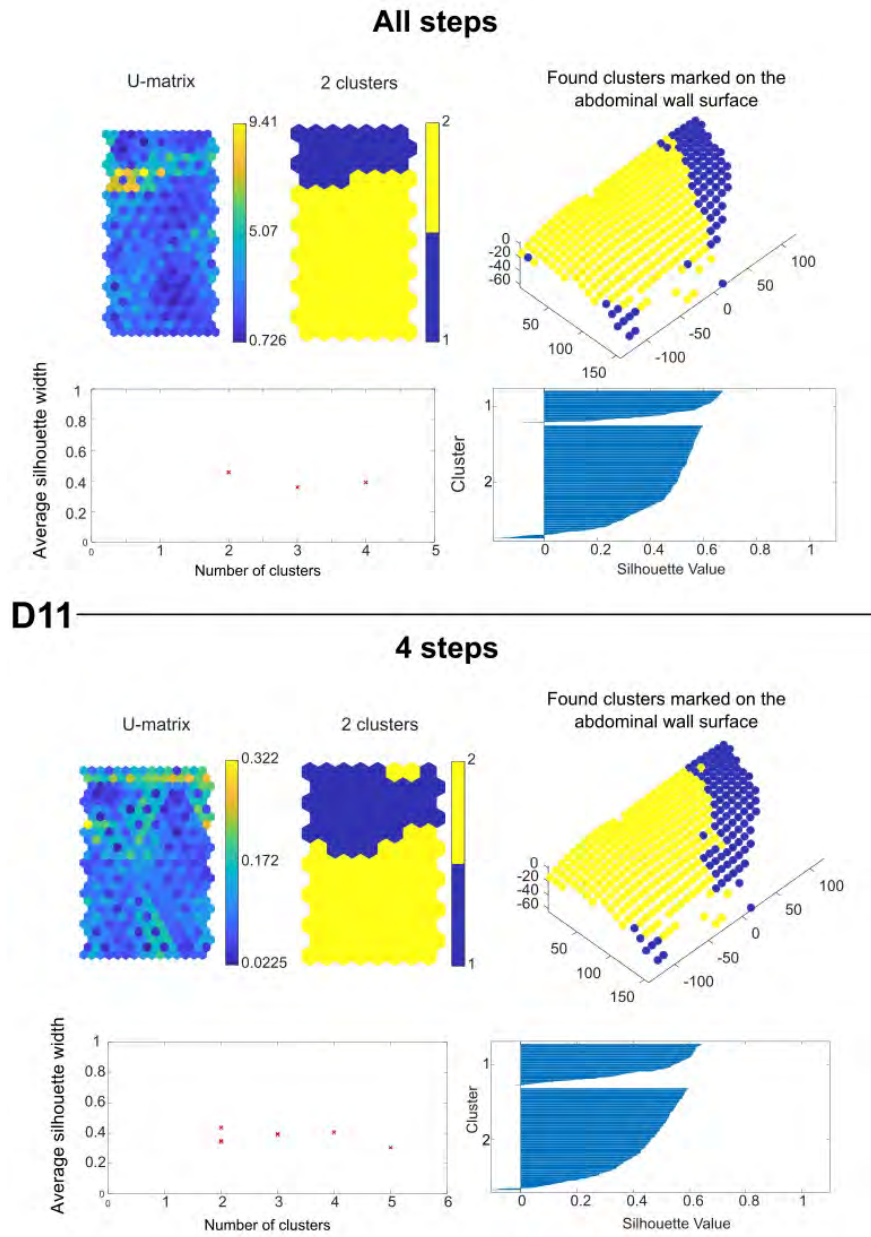 All steps
U-matrix
2 clusters
Found clusters marked on the
abdominal wall surface
9.41
5.07
0.726
2
1
0
-20
-40
-60
50
100
150
-100
-50
0
50
100
Average silhouette width
1
0.8
0.6
0.4
0.2
0
0 1 2 3 4 5
Number of clusters
Cluster
1
2
0 0.2 0.4 0.6 0.8 1
Silhouette Value
D11
4 steps
U-matrix
2 clusters
Found clusters marked on the
abdominal wall surface
0.322
0.172
0.0225
2
1
0
-20
-40
-60
50
100
150
-100
-50
0
50
100
Average silhouette width
1
0.8
0.6
0.4
0.2
0
0 1 2 3 4 5 6
Number of clusters
Cluster
1
2
0 0.2 0.4 0.6 0.8 1
Silhouette Value